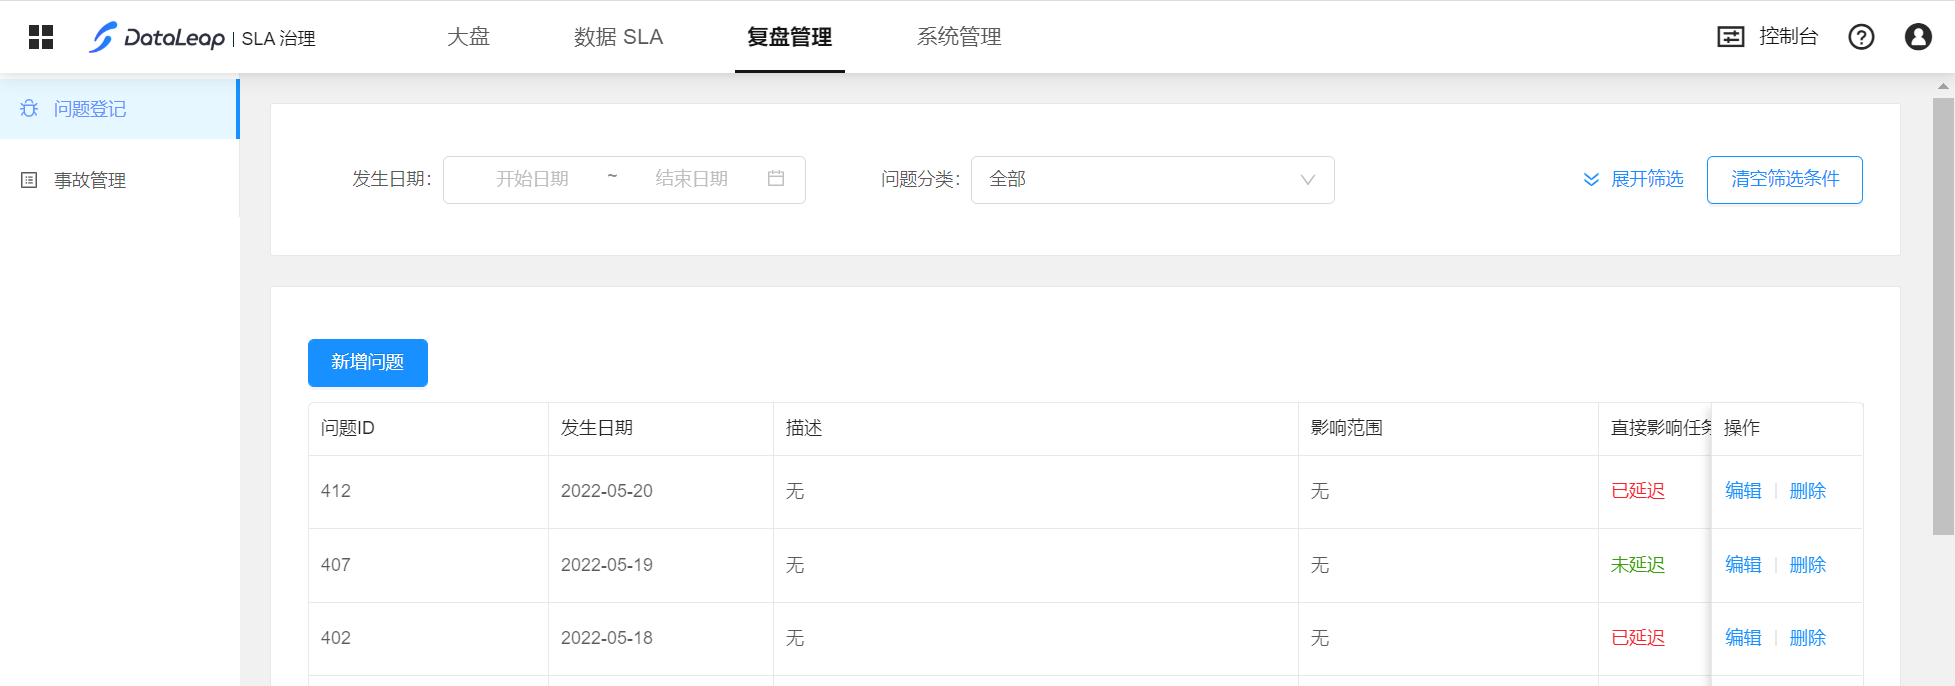 DataLeap | SLA 治理 大盘 数据 SLA 复盘管理 系统管理 控制台
问题登记
事故管理
发生日期： 开始日期 ~ 结束日期 问题分类： 全部 展开筛选 清空筛选条件
新增问题
问题ID 发生日期 描述 影响范围 直接影响任务 操作
412 2022-05-20 无 无 已延迟 编辑 删除
407 2022-05-19 无 无 未延迟 编辑 删除
402 2022-05-18 无 无 已延迟 编辑 删除